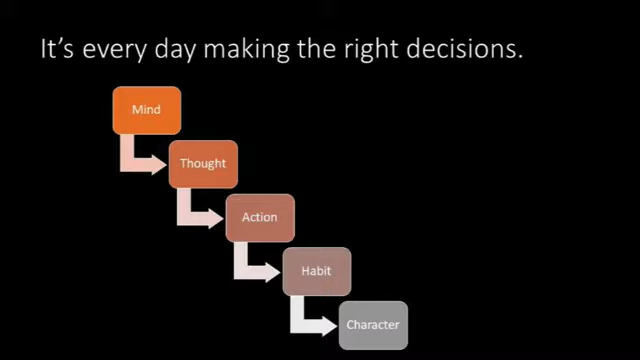 It's every day making the right decisions.
Mind
Thought
Action
Habit
Character